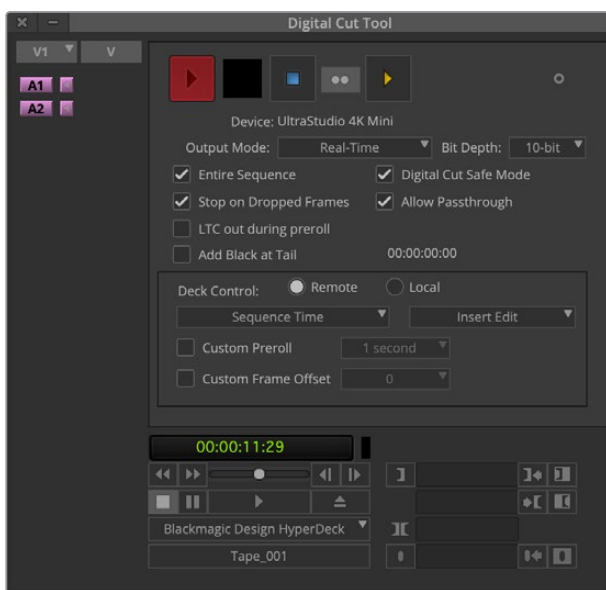 Digital Cut Tool
V1 V
A1
A2
Device: UltraStudio 4K Mini
Output Mode: Real-Time Bit Depth: 10-bit
Entire Sequence Digital Cut Safe Mode
Stop on Dropped Frames Allow Passthrough
LTC out during preroll
Add Black at Tail 00:00:00:00
Deck Control: Remote Local
Sequence Time Insert Edit
Custom Preroll 1 second
Custom Frame Offset 0
00:00:11:29
Blackmagic Design HyperDeck
Tape_001